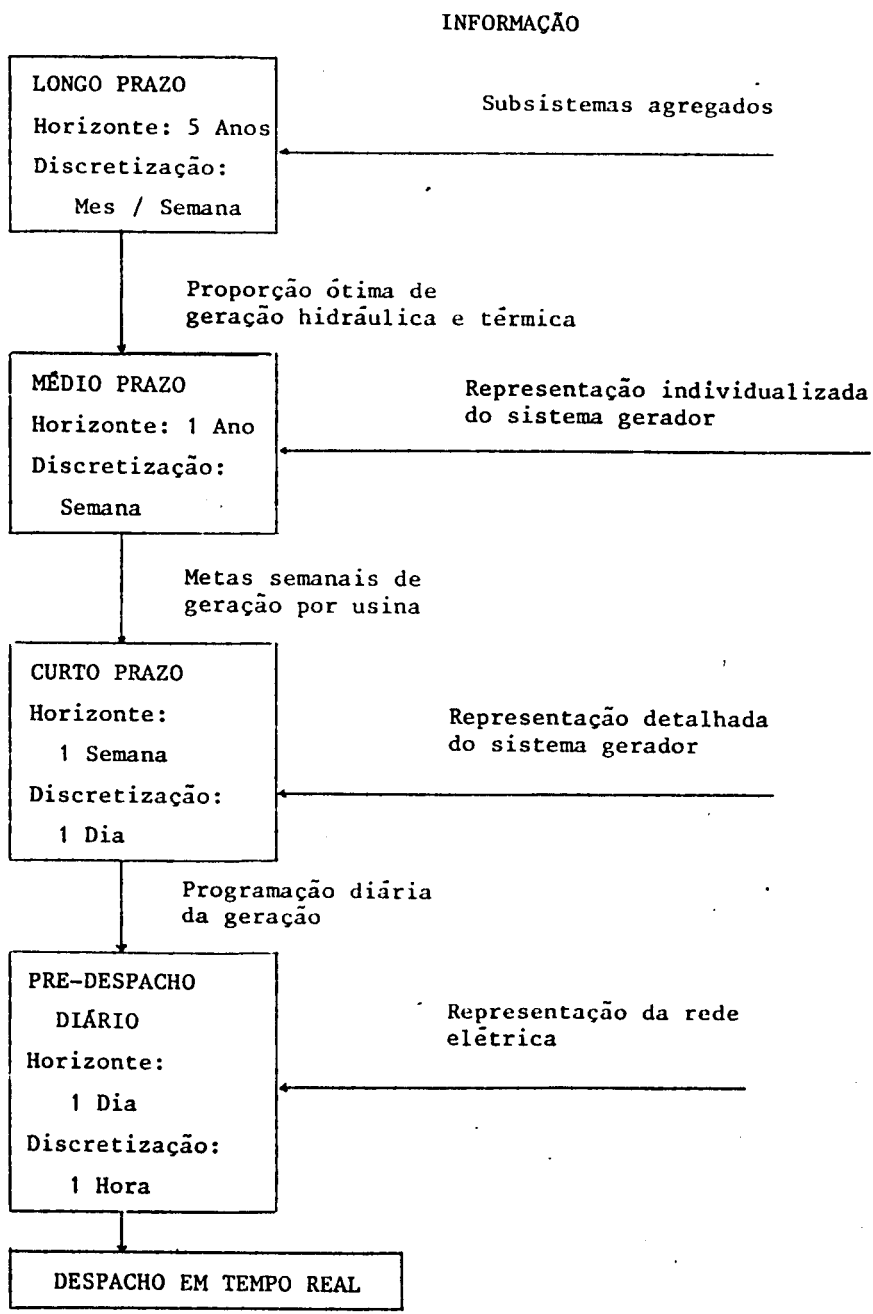 INFORMAÇÃO
LONGO PRAZO
Horizonte: 5 Anos
Discretização:
Mes / Semana
Subsistemas agregados
Proporção ótima de
geração hidráulica e térmica
MÉDIO PRAZO
Horizonte: 1 Ano
Discretização:
Semana
Representação individualizada
do sistema gerador
Metas semanais de
geração por usina
CURTO PRAZO
Horizonte:
1 Semana
Discretização:
1 Dia
Representação detalhada
do sistema gerador
Programação diária
da geração
PRE-DESPACHO
DIÁRIO
Horizonte:
1 Dia
Discretização:
1 Hora
Representação da rede
elétrica
DESPACHO EM TEMPO REAL